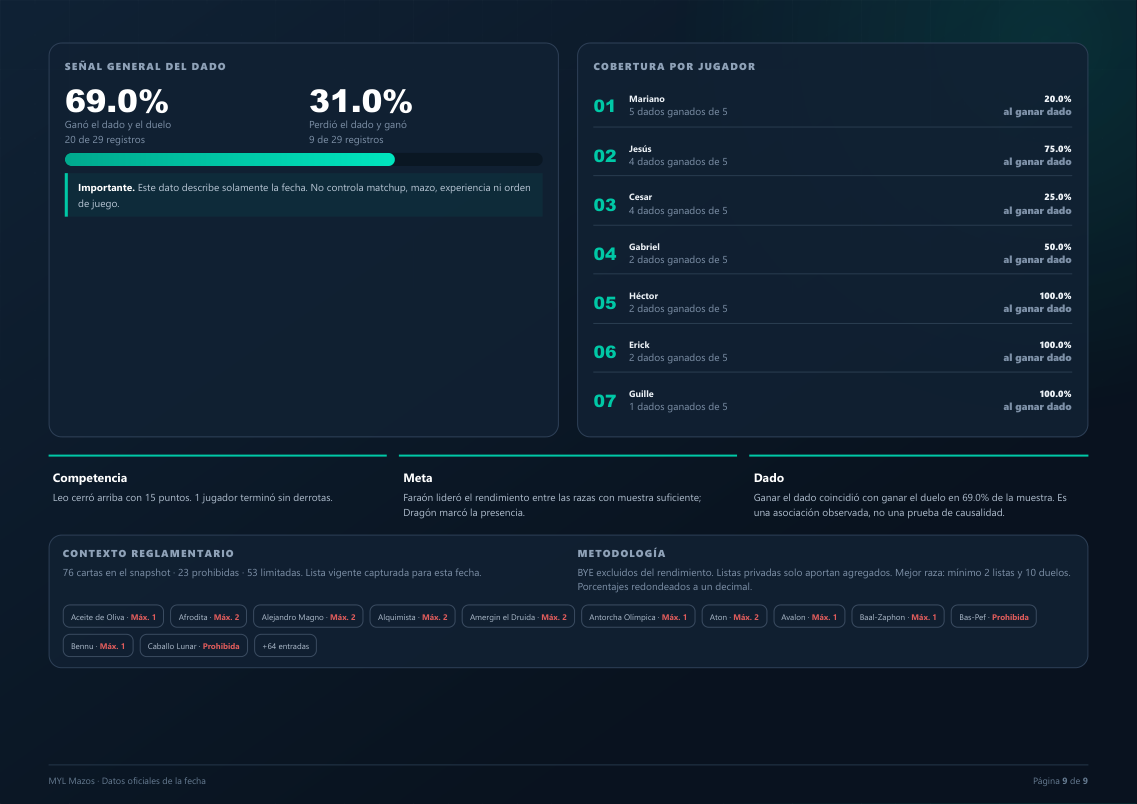 SEÑAL GENERAL DEL DADO
69.0%
Ganó el dado y el duelo
20 de 29 registros
31.0%
Perdió el dado y ganó
9 de 29 registros
Importante. Este dato describe solamente la fecha. No controla matchup, mazo, experiencia ni orden
de juego.
COBERTURA POR JUGADOR
01
Mariano
5 dados ganados de 5
20.0%
al ganar dado
02
Jesús
4 dados ganados de 5
75.0%
al ganar dado
03
Cesar
4 dados ganados de 5
25.0%
al ganar dado
04
Gabriel
2 dados ganados de 5
50.0%
al ganar dado
05
Héctor
2 dados ganados de 5
100.0%
al ganar dado
06
Erick
2 dados ganados de 5
100.0%
al ganar dado
07
Guille
1 dados ganados de 5
100.0%
al ganar dado
Competencia
Leo cerró arriba con 15 puntos. 1 jugador terminó sin derrotas.
Meta
Faraón lideró el rendimiento entre las razas con muestra suficiente;
Dragón marcó la presencia.
Dado
Ganar el dado coincidió con ganar el duelo en 69.0% de la muestra. Es
una asociación observada, no una prueba de causalidad.
CONTEXTO REGLAMENTARIO
76 cartas en el snapshot · 23 prohibidas · 53 limitadas. Lista vigente capturada para esta fecha.
METODOLOGÍA
BYE excluidos del rendimiento. Listas privadas solo aportan agregados. Mejor raza: mínimo 2 listas y 10 duelos.
Porcentajes redondeados a un decimal.
Aceite de Oliva · Máx. 1
Afrodita · Máx. 2
Alejandro Magno · Máx. 2
Alquimista · Máx. 2
Amergin el Druida · Máx. 2
Antorcha Olimpica · Máx. 1
Aton · Máx. 2
Avalon · Máx. 1
Baal-Zaphon · Máx. 1
Bas-Pef · Prohibida
Bennu · Máx. 1
Caballo Lunar · Prohibida
+64 entradas
MYL Mazos · Datos oficiales de la fecha
Página 9 de 9